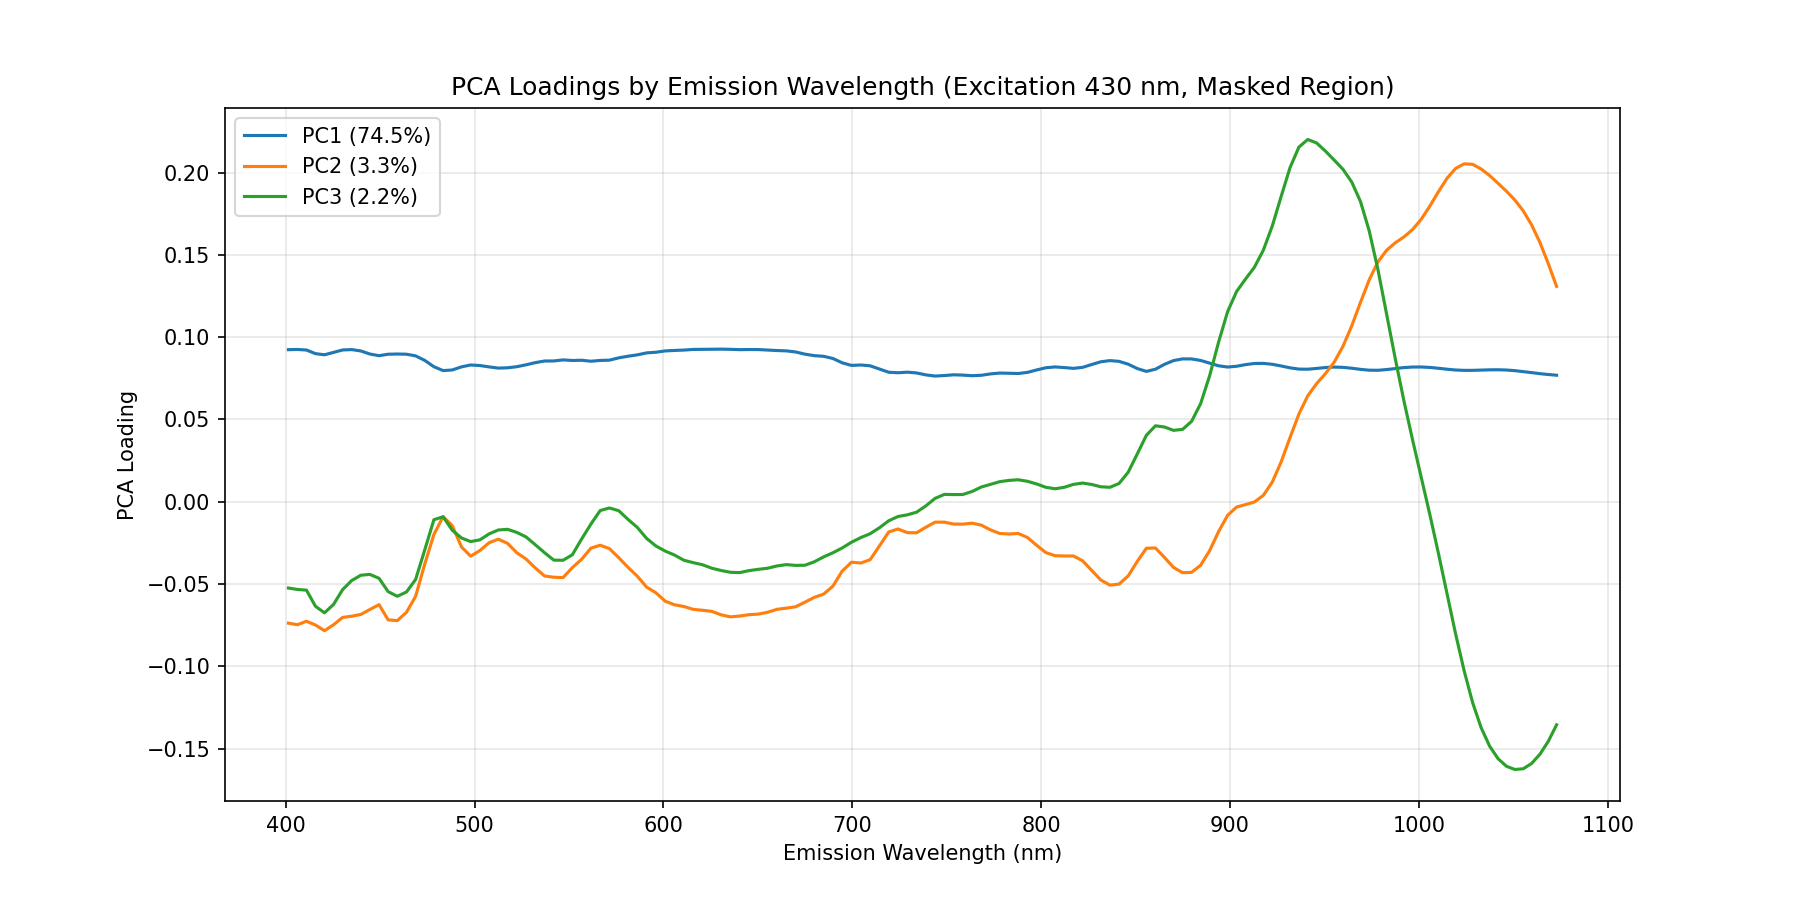 PCA Loadings by Emission Wavelength (Excitation 430 nm, Masked Region)
PC1 (74.5%)
PC2 (3.3%)
PC3 (2.2%)
PCA Loading
0.20
0.15
0.10
0.05
0.00
−0.05
−0.10
−0.15
400 500 600 700 800 900 1000 1100
Emission Wavelength (nm)